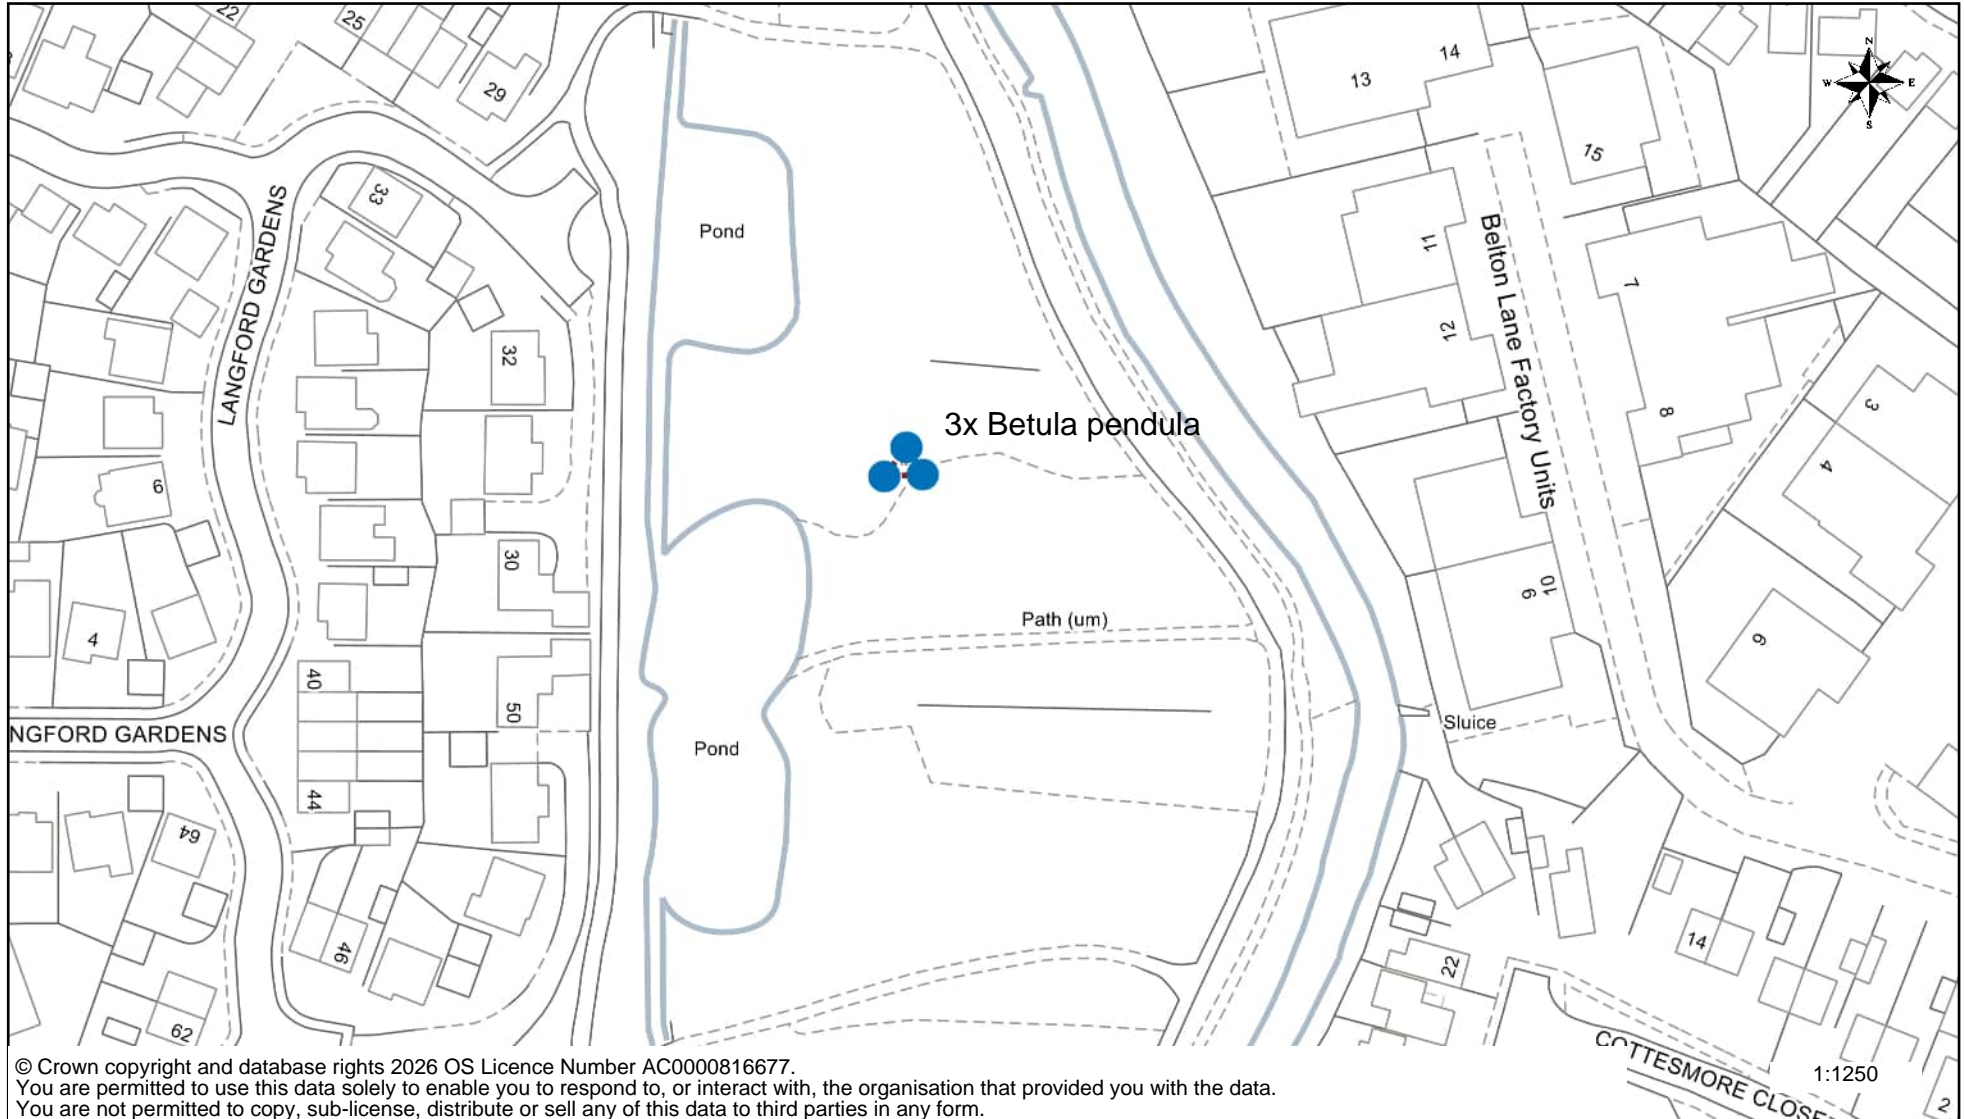 22
25
29
33
LANGFORD GARDENS
32
6
30
4
40
50
NGFORD GARDENS
44
64
46
62
Pond
3x Betula pendula
Path (um)
Pond
13
14
15
N
W
E
S
11
12
Belton Lane Factory Units
7
8
3
4
10
9
6
Sluice
22
14
COTTESMORE CLOSE
2
1:1250
© Crown copyright and database rights 2026 OS Licence Number AC0000816677.
You are permitted to use this data solely to enable you to respond to, or interact with, the organisation that provided you with the data.
You are not permitted to copy, sub-license, distribute or sell any of this data to third parties in any form.